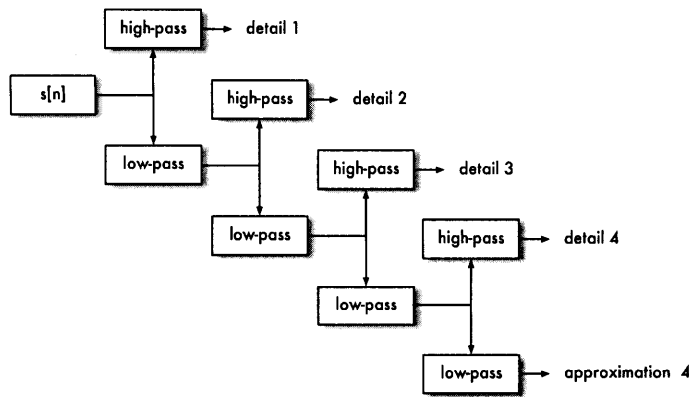 high-pass
detail 1
s[n]
high-pass
detail 2
low-pass
high-pass
detail 3
low-pass
high-pass
detail 4
low-pass
low-pass
approximation 4